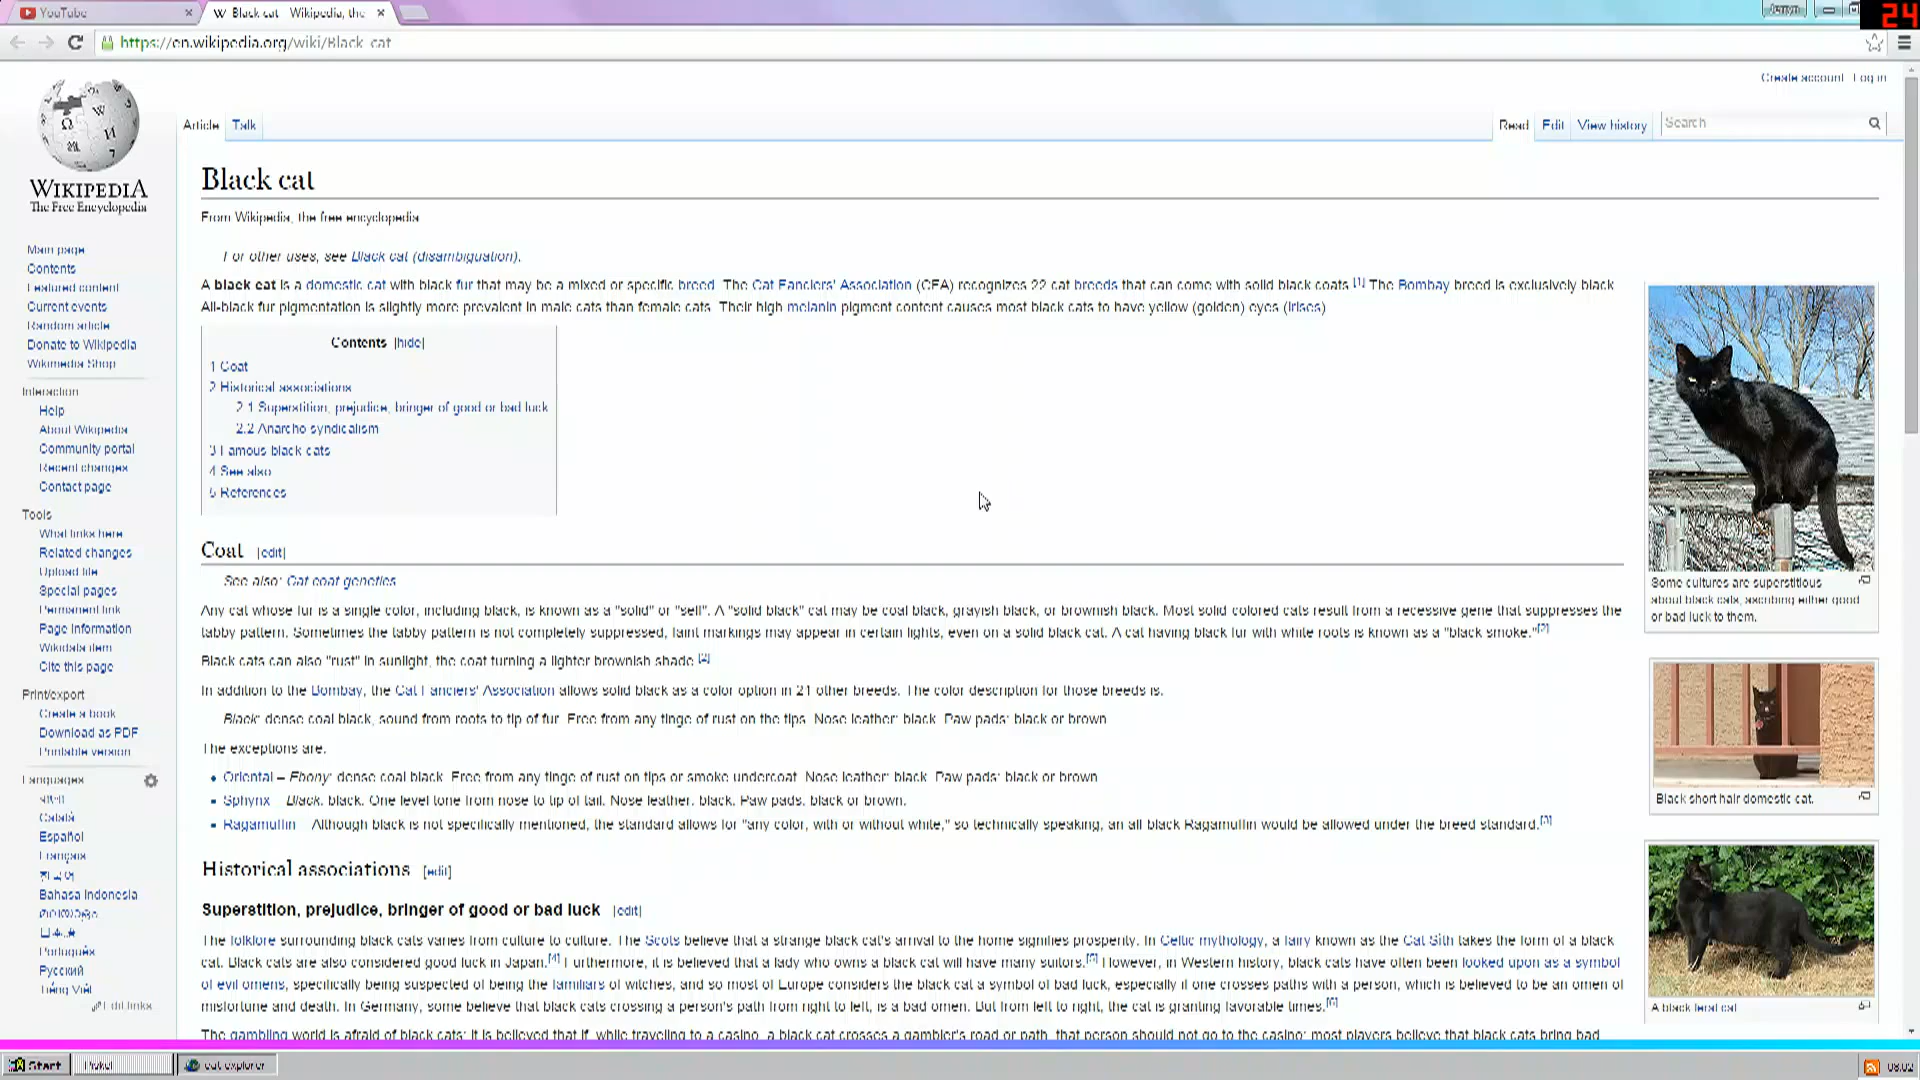 YouTube
Black cat Wikipedia, the
24
https://en.wikipedia.org/wiki/Black_cat
Create account Log in
Article Talk
Read Edit View history Search
WIKIPEDIA
The Free Encyclopedia
Black cat
From Wikipedia, the free encyclopedia
For other uses, see Black cat (disambiguation).
A black cat is a domestic cat with black fur that may be a mixed or specific breed. The Cat Fanciers' Association (CFA) recognizes 22 cat breeds that can come with solid black coats.[1] The Bombay breed is exclusively black.
All-black fur pigmentation is slightly more prevalent in male cats than female cats. Their high melanin pigment content causes most black cats to have yellow (golden) eyes (irises).
Contents [hide]
1 Coat
2 Historical associations
2.1 Superstition, prejudice, bringer of good or bad luck
2.2 Anarcho syndicalism
3 Famous black cats
4 See also
5 References
Main page
Contents
Featured content
Current events
Random article
Donate to Wikipedia
Wikimedia Shop
Interaction
Help
About Wikipedia
Community portal
Recent changes
Contact page
Tools
What links here
Related changes
Upload file
Special pages
Permanent link
Page information
Wikidata item
Cite this page
Print/export
Create a book
Download as PDF
Printable version
Languages
Català
Español
Français
한국어
Bahasa Indonesia
日本語
Português
Русский
Tiếng Việt
Edit links
Coat [edit]
See also: Cat coat genetics
Any cat whose fur is a single color, including black, is known as a "solid" or "self". A "solid black" cat may be coal black, grayish black, or brownish black. Most solid colored cats result from a recessive gene that suppresses the
tabby pattern. Sometimes the tabby pattern is not completely suppressed, faint markings may appear in certain lights, even on a solid black cat. A cat having black fur with white roots is known as a "black smoke."[2]
Black cats can also "rust" in sunlight, the coat turning a lighter brownish shade.[2]
In addition to the Bombay, the Cat Fanciers' Association allows solid black as a color option in 21 other breeds. The color description for those breeds is.
Black: dense coal black, sound from roots to tip of fur. Free from any tinge of rust on the tips. Nose leather: black. Paw pads: black or brown.
The exceptions are.
Oriental – Ebony: dense coal black. Free from any tinge of rust on tips or smoke undercoat. Nose leather: black. Paw pads: black or brown.
Sphynx Black. black. One level tone from nose to tip of tail. Nose leather. black. Paw pads. black or brown.
Ragamuffin Although black is not specifically mentioned, the standard allows for "any color, with or without white," so technically speaking, an all black Ragamuffin would be allowed under the breed standard.[3]
Historical associations [edit]
Superstition, prejudice, bringer of good or bad luck [edit]
The folklore surrounding black cats varies from culture to culture. The Scots believe that a strange black cat's arrival to the home signifies prosperity. In Celtic mythology, a fairy known as the Cat Sith takes the form of a black
cat. Black cats are also considered good luck in Japan.[4] Furthermore, it is believed that a lady who owns a black cat will have many suitors.[5] However, in Western history, black cats have often been looked upon as a symbol
of evil omens, specifically being suspected of being the familiars of witches, and so most of Europe considers the black cat a symbol of bad luck, especially if one crosses paths with a person, which is believed to be an omen of
misfortune and death. In Germany, some believe that black cats crossing a person's path from right to left, is a bad omen. But from left to right, the cat is granting favorable times.[6]
The gambling world is afraid of black cats: it is believed that if, while traveling to a casino, a black cat crosses a gambler's road or path, that person should not go to the casino; most players believe that black cats bring bad
Some cultures are superstitious
about black cats, ascribing either good
or bad luck to them.
Black short hair domestic cat.
A black feral cat
Start
cat explorer
08:02